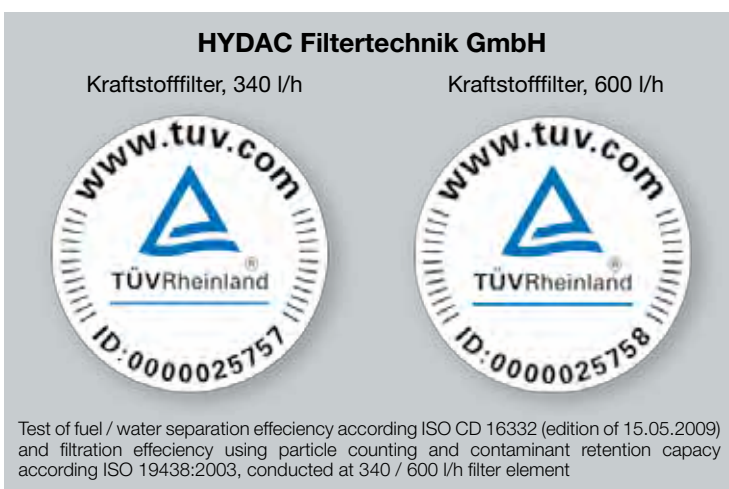 HYDAC Filtertechnik GmbH
Kraftstofffilter, 340 l/h
Kraftstofffilter, 600 l/h
www.tuv.com
TÜVRheinland
®
ID:0000025757
www.tuv.com
TÜVRheinland
®
ID:0000025758
Test of fuel / water separation effeciency according ISO CD 16332 (edition of 15.05.2009)
and filtration effeciency using particle counting and contaminant retention capacy
according ISO 19438:2003, conducted at 340 / 600 l/h filter element